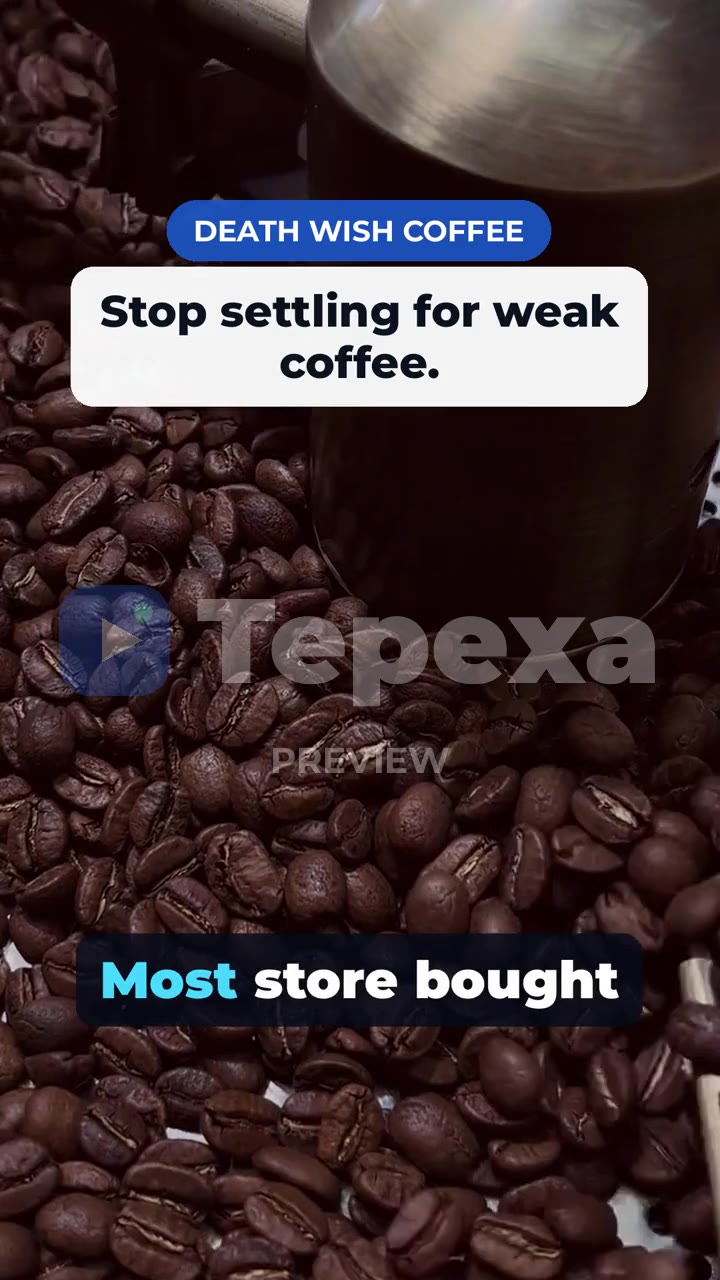 DEATH WISH COFFEE
Stop settling for weak
coffee.
Tepexa
PREVIEW
Most store bought